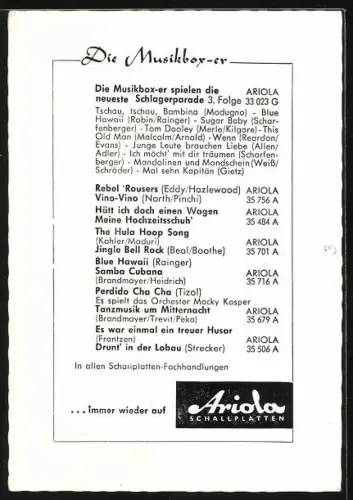 Die Musikbox-er
Die Musikbox-er spielen die ARIOLA
neueste Schlagerparade 3. Folge 33 023 G
Tschau, tschau, Bambina (Modugno) - Blue
Hawaii (Robin/Rainger) - Sugar Baby (Schar-
fenberger) - Tom Dooley (Merle/Kilgore) - This
Old Man (Malcolm/Arnold) - Wenn (Reardon/
Evans) - Junge Leute brauchen Liebe (Allen/
Adler) - Ich möcht' mit dir träumen (Scharfen-
berger) - Mandolinen und Mondschein (Weiß/
Schröder) - Mal sehn Kapitän (Gietz)
Rebel 'Rousers (Eddy/Hazlewood) ARIOLA
Vino-Vino (North/Pinchi) 35 756 A
Hätt ich doch einen Wagen ARIOLA
Meine Hochzeitsschuh' 35 484 A
The Hula Hoop Song
(Kohler/Maduri) ARIOLA
Jingle Bell Rock (Beal/Boothe) 35 701 A
Blue Hawaii (Rainger)
Samba Cubana ARIOLA
(Brandmayer/Heidrich) 35 716 A
Perdido Cha Cha (Tizol)
Es spielt das Orchester Macky Kasper
Tanzmusik um Mitternacht ARIOLA
(Brandmayer/Trevit/Peka) 35 679 A
Es war einmal ein treuer Husar
(Frantzen) ARIOLA
Drunt' in der Lobau (Strecker) 35 506 A
In allen Schallplatten-Fachhandlungen
...immer wieder auf
Ariola
SCHALLPLATTEN